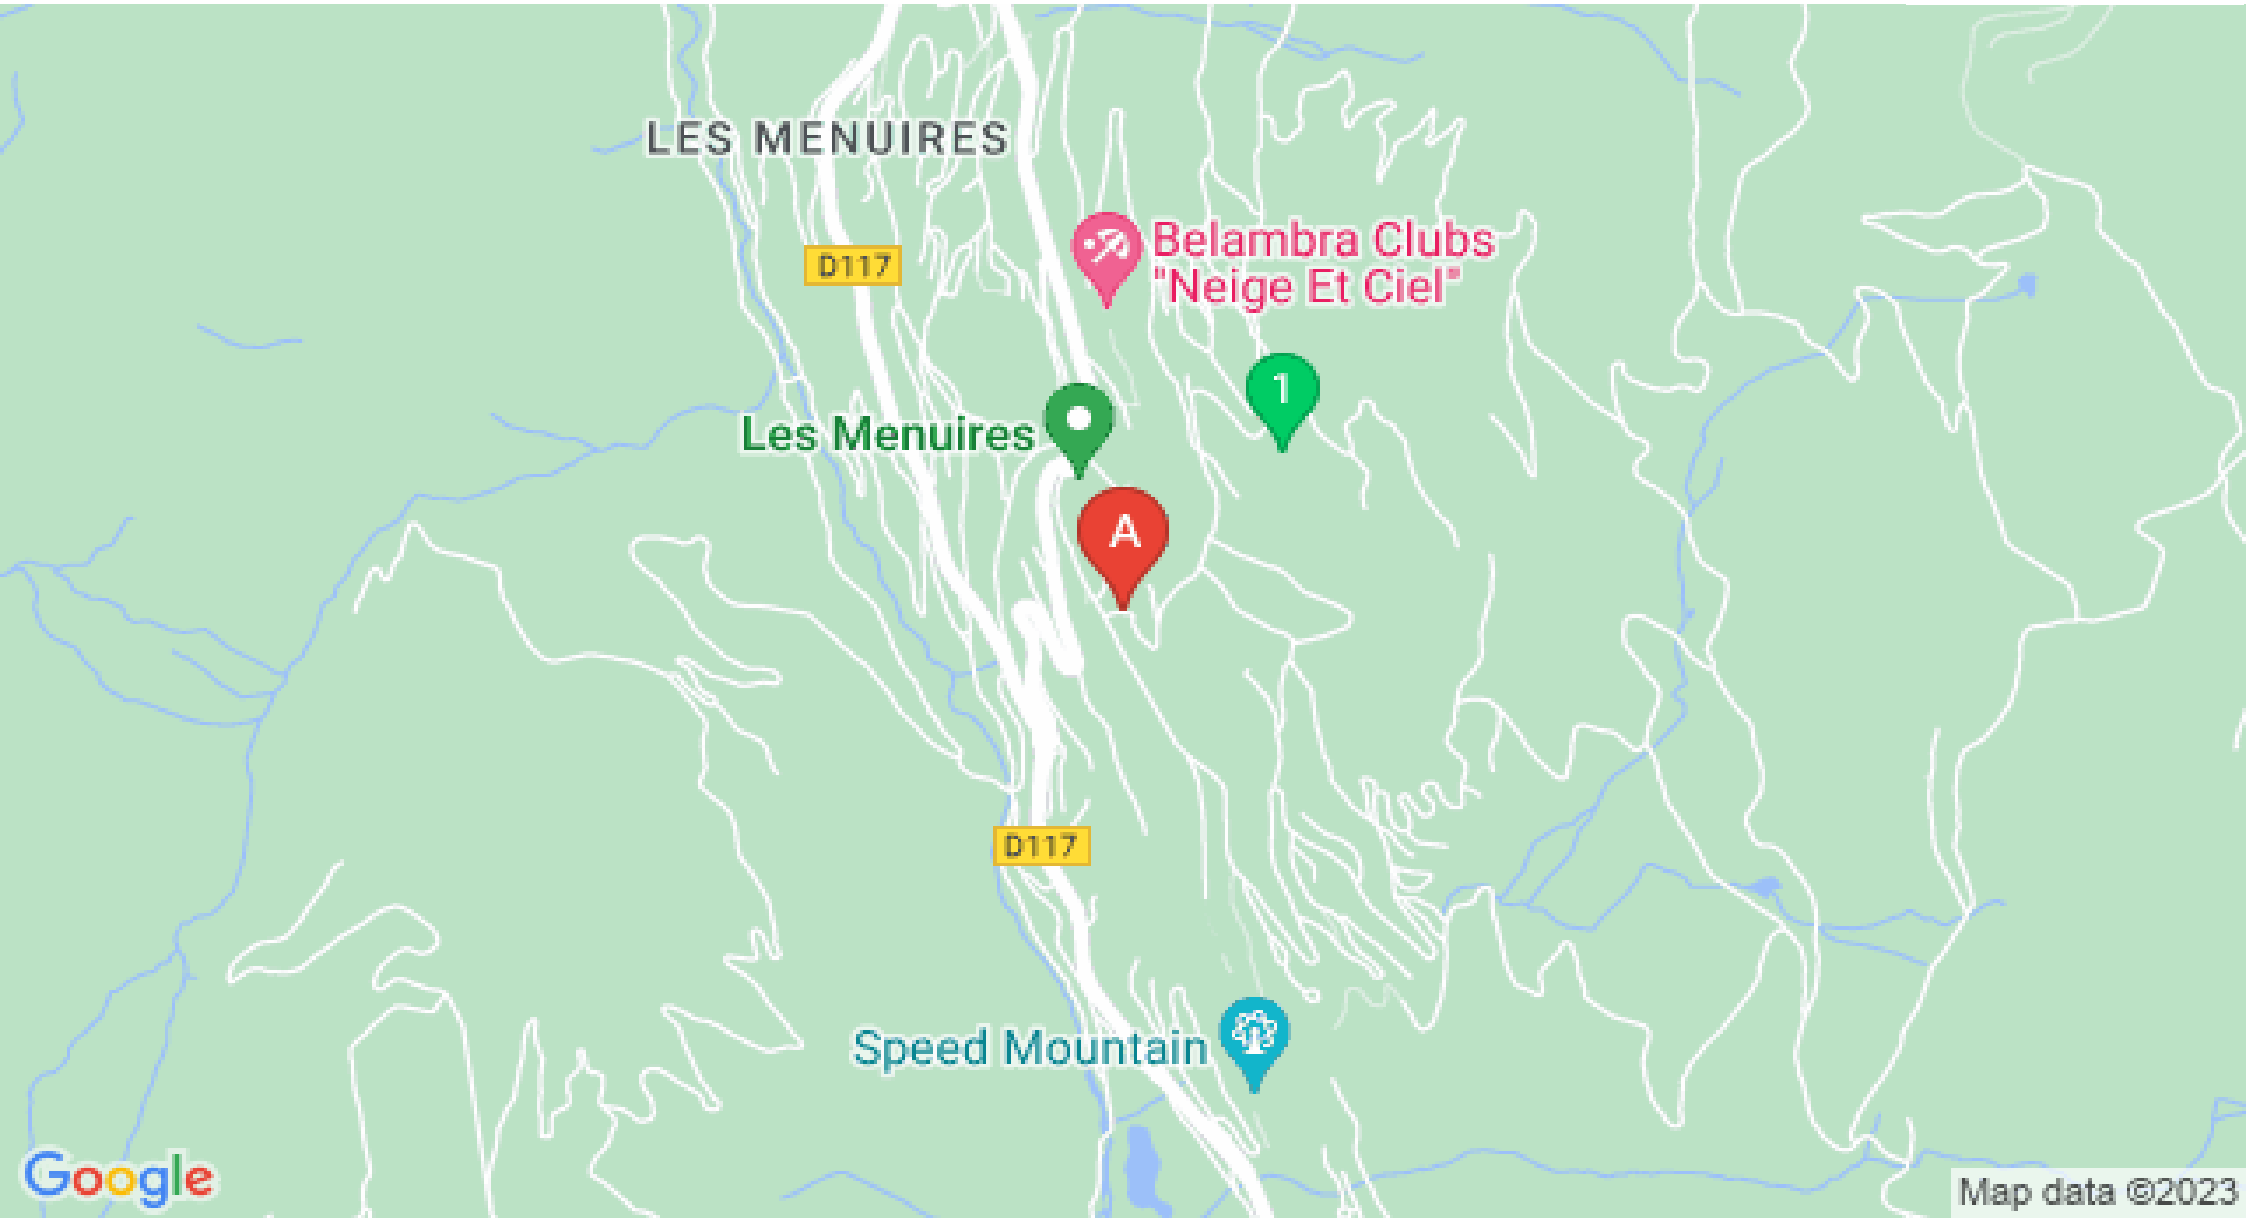 LES MENUIRES
D117
Belambra Clubs
"Neige Et Ciel"
1
Les Menuires
A
D117
Speed Mountain
Google
Map data ©2023